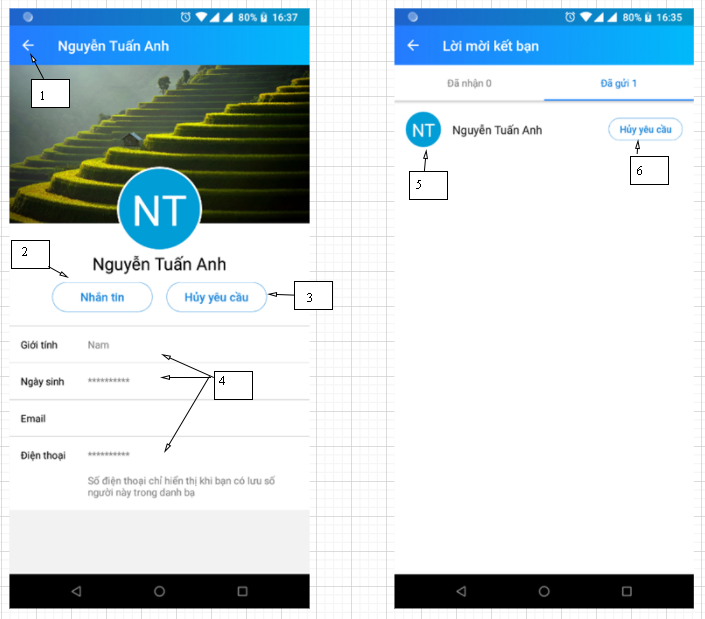 80% 16:37
Nguyễn Tuấn Anh
1
NT
2
Nguyễn Tuấn Anh
Nhắn tin
Hủy yêu cầu
3
Giới tính Nam
4
Ngày sinh **********
Email
Điện thoại **********
Số điện thoại chỉ hiển thị khi bạn có lưu số
người này trong danh bạ
80% 16:35
Lời mời kết bạn
Đã nhận 0
Đã gửi 1
NT
Nguyễn Tuấn Anh
Hủy yêu cầu
5
6